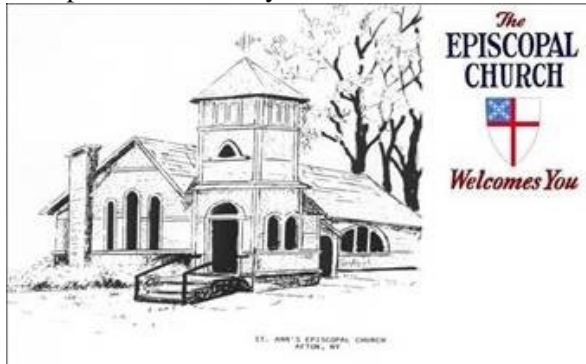 The
EPISCOPAL
CHURCH
Welcomes You
ST. ANN'S EPISCOPAL CHURCH
AFTON, NY